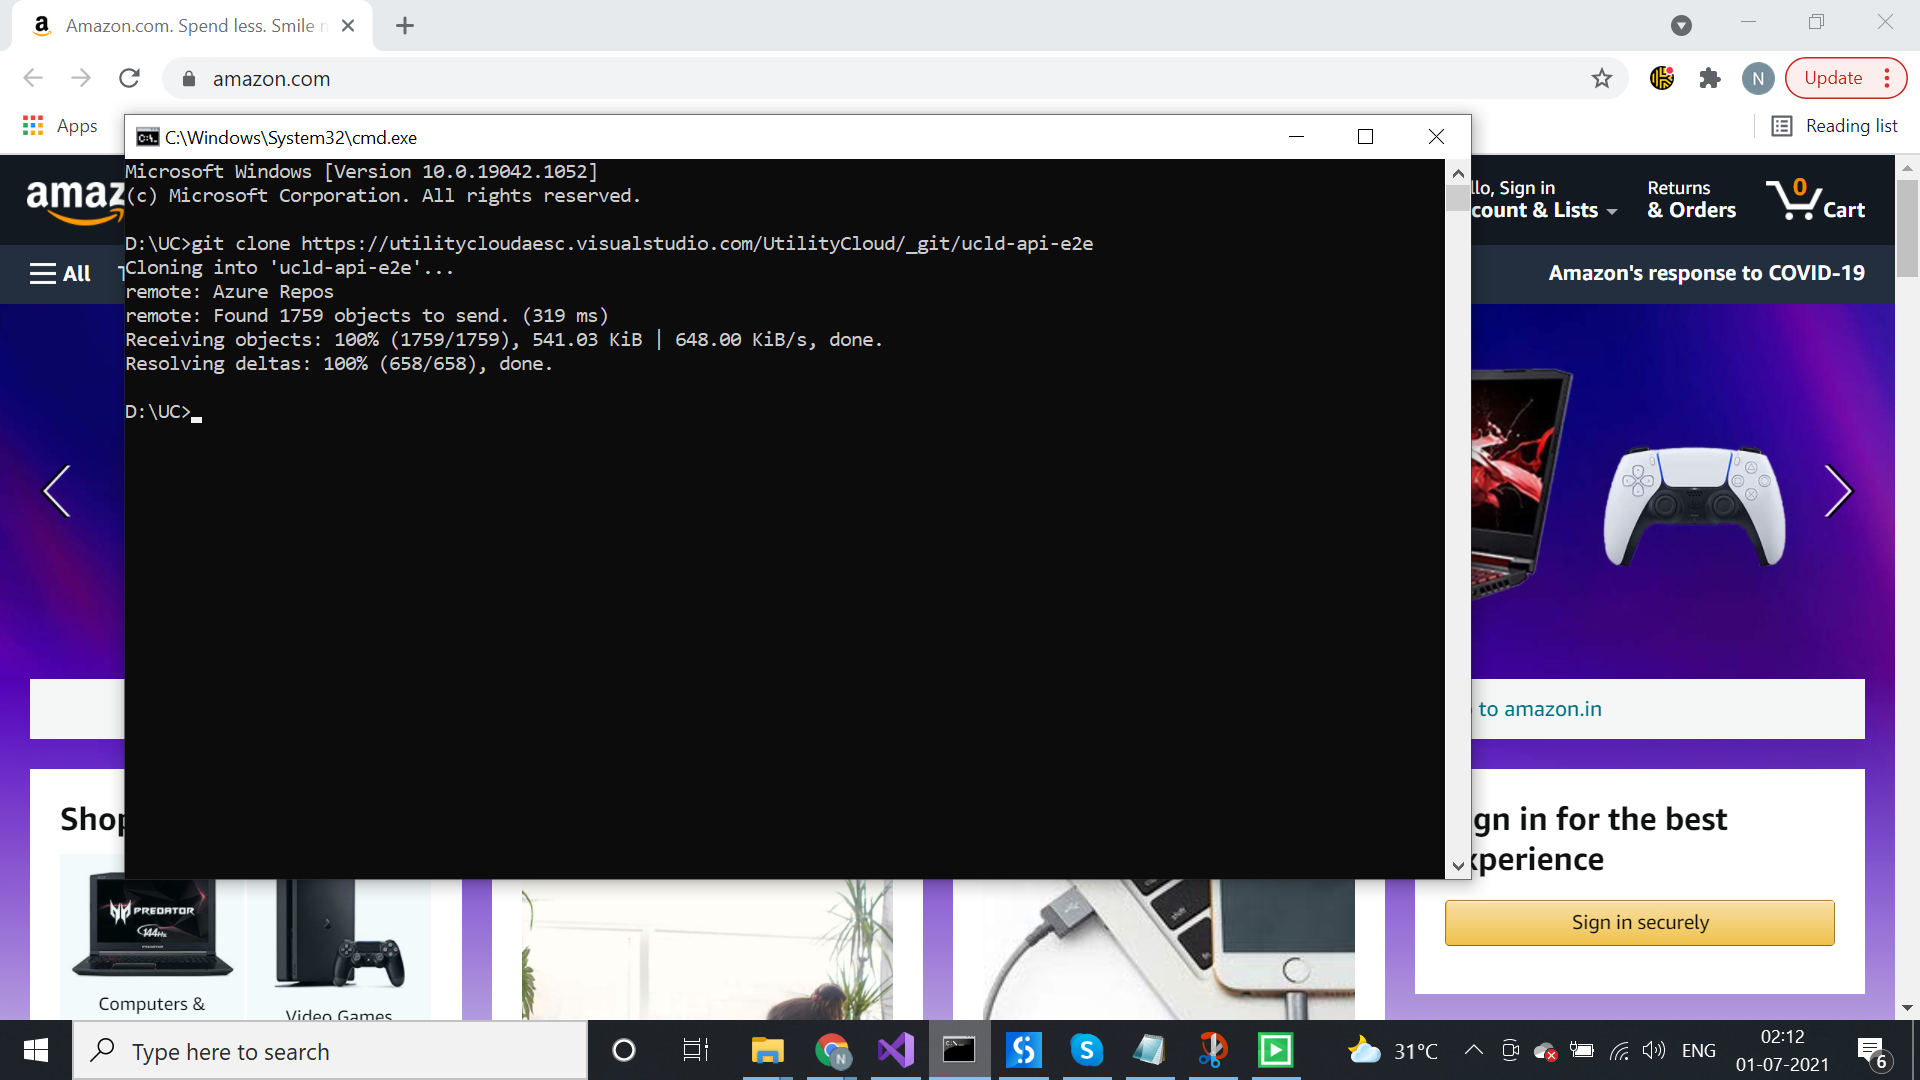 Amazon.com. Spend less. Smile
amazon.com
N
Update
Apps
Reading list
C:\Windows\System32\cmd.exe
Microsoft Windows [Version 10.0.19042.1052]
(c) Microsoft Corporation. All rights reserved.
D:\UC>git clone https://utilitycloudaesc.visualstudio.com/UtilityCloud/_git/ucld-api-e2e
Cloning into 'ucld-api-e2e'...
remote: Azure Repos
remote: Found 1759 objects to send. (319 ms)
Receiving objects: 100% (1759/1759), 541.03 KiB | 648.00 KiB/s, done.
Resolving deltas: 100% (658/658), done.
D:\UC>
amaz
llo, Sign in
count & Lists
Returns
& Orders
0
Cart
All
Amazon's response to COVID-19
to amazon.in
Shop
gn in for the best
xperience
Sign in securely
PREDATOR
144Hz
Computers &
Video Games
Type here to search
31°C
ENG
02:12
01-07-2021
6